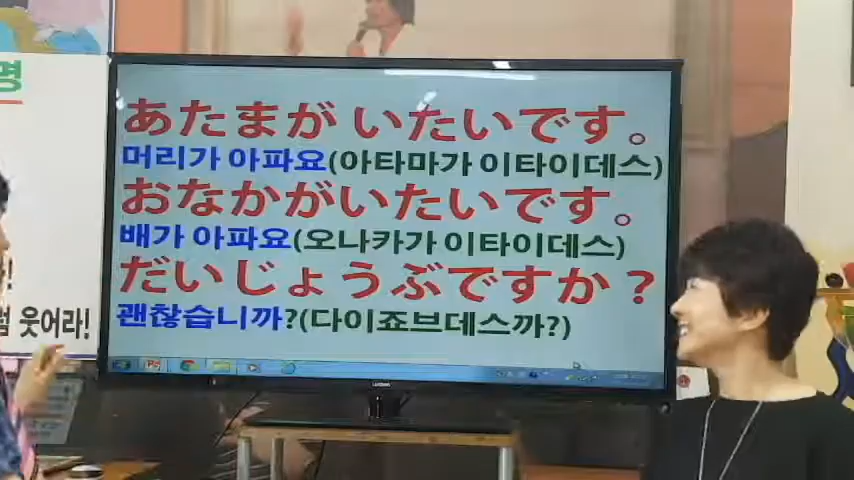 명
あたまが いたいです。
머리가 아파요(아타마가 이타이데스)
おなかがいたいです。
배가 아파요(오나카가 이타이데스)
だいじょうぶですか?
괜찮습니까?(다이죠브데스까?)
웃어라!